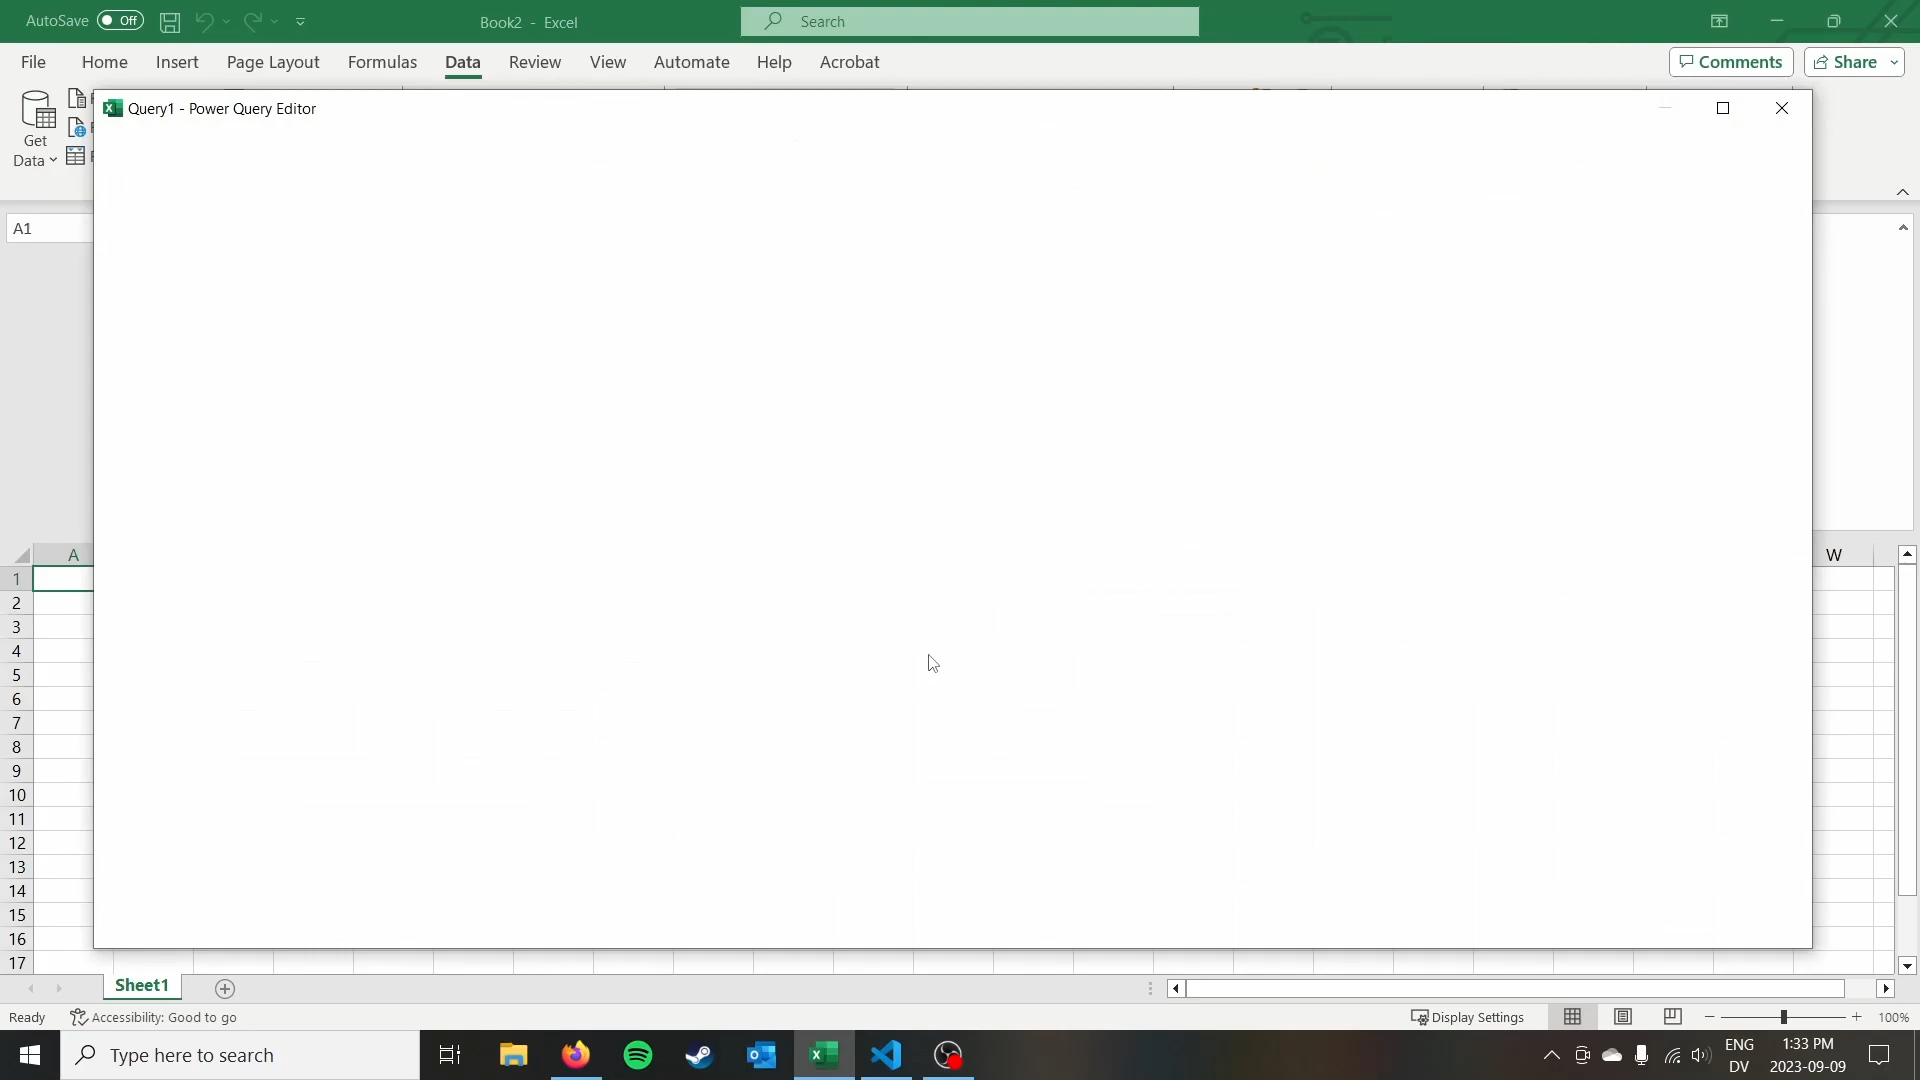 AutoSave Off
Book2 - Excel
Search
File Home Insert Page Layout Formulas Data Review View Automate Help Acrobat
Comments Share
Query1 - Power Query Editor
Get
Data
A1
A
W
1
2
3
4
5
6
7
8
9
10
11
12
13
14
15
16
17
Sheet1
Ready Accessibility: Good to go
Display Settings
100%
Type here to search
ENG
DV
1:33 PM
2023-09-09